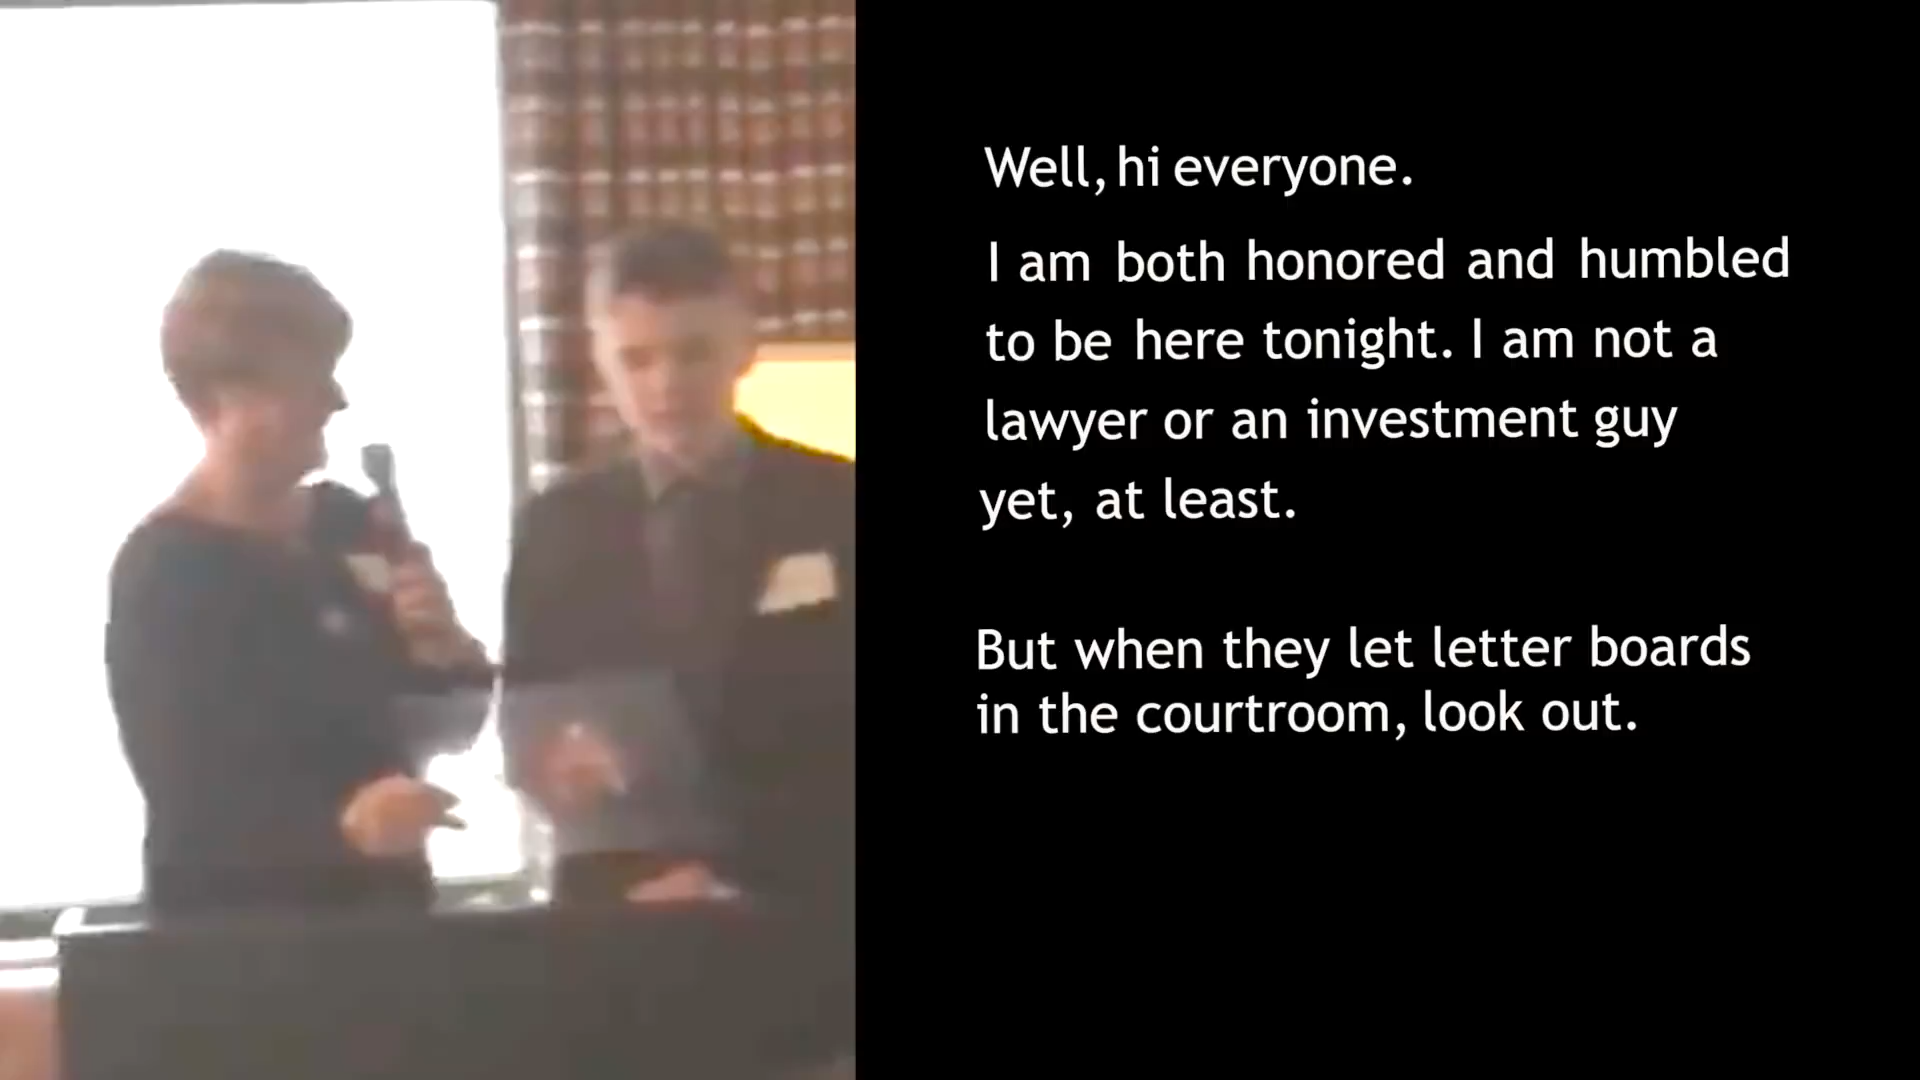 Well, hi everyone.
I am both honored and humbled
to be here tonight. I am not a
lawyer or an investment guy
yet, at least.
But when they let letter boards
in the courtroom, look out.